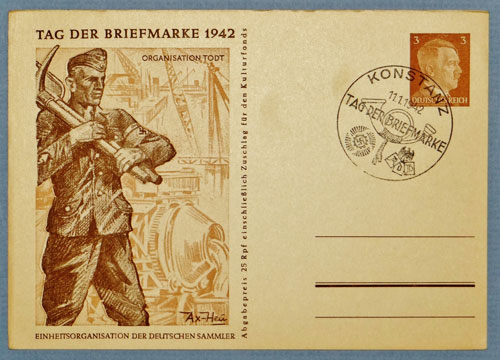 TAG DER BRIEFMARKE 1942
ORGANISATION TODT
Ax-Heu
EINHEITSORGANISATION DER DEUTSCHEN SAMMLER
Abgabepreis 25 Rpf einschließlich Zuschlag für den Kulturfonds
3 3
DEUTSCHES REICH
KONSTANZ
TAG DER BRIEFMARKE